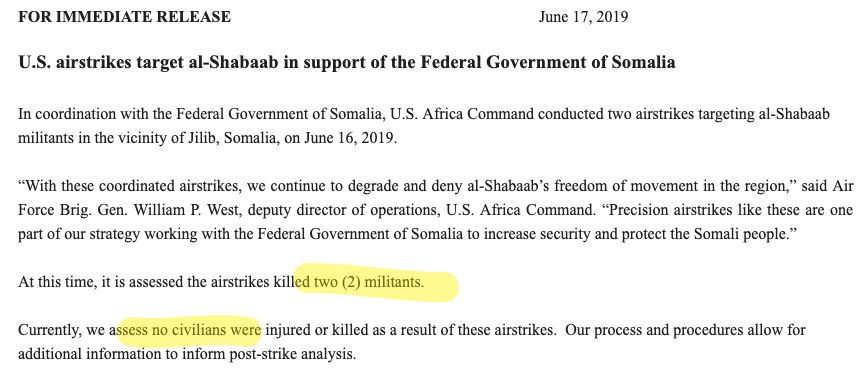 FOR IMMEDIATE RELEASE June 17, 2019
U.S. airstrikes target al-Shabaab in support of the Federal Government of Somalia
In coordination with the Federal Government of Somalia, U.S. Africa Command conducted two airstrikes targeting al-Shabaab
militants in the vicinity of Jilib, Somalia, on June 16, 2019.
“With these coordinated airstrikes, we continue to degrade and deny al-Shabaab’s freedom of movement in the region,” said Air
Force Brig. Gen. William P. West, deputy director of operations, U.S. Africa Command. “Precision airstrikes like these are one
part of our strategy working with the Federal Government of Somalia to increase security and protect the Somali people.”
At this time, it is assessed the airstrikes killed two (2) militants.
Currently, we assess no civilians were injured or killed as a result of these airstrikes.  Our process and procedures allow for
additional information to inform post-strike analysis.